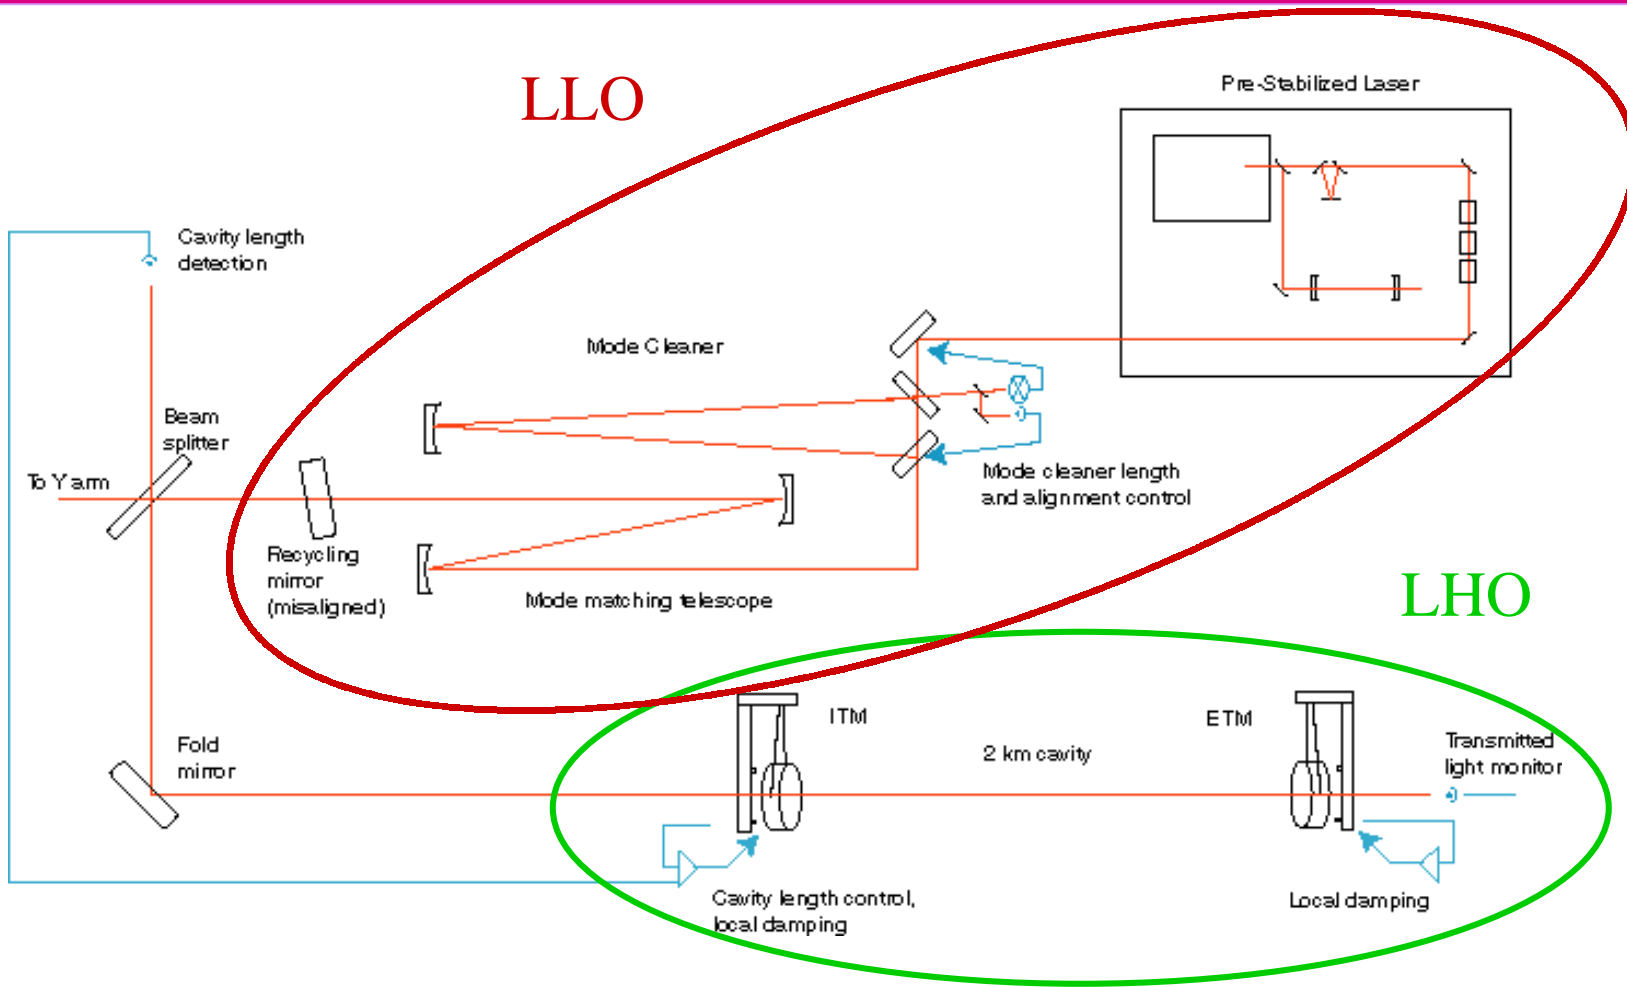 LLO
Pre-Stabilized Laser
Cavity length
detection
Mode Cleaner
Beam
splitter
To Y arm
Mode cleaner length
and alignment control
Recycling
mirror
(misaligned)
Mode matching telescope
LHO
ITM
ETM
Fold
mirror
2 km cavity
Transmitted
light monitor
Cavity length control,
local damping
Local damping